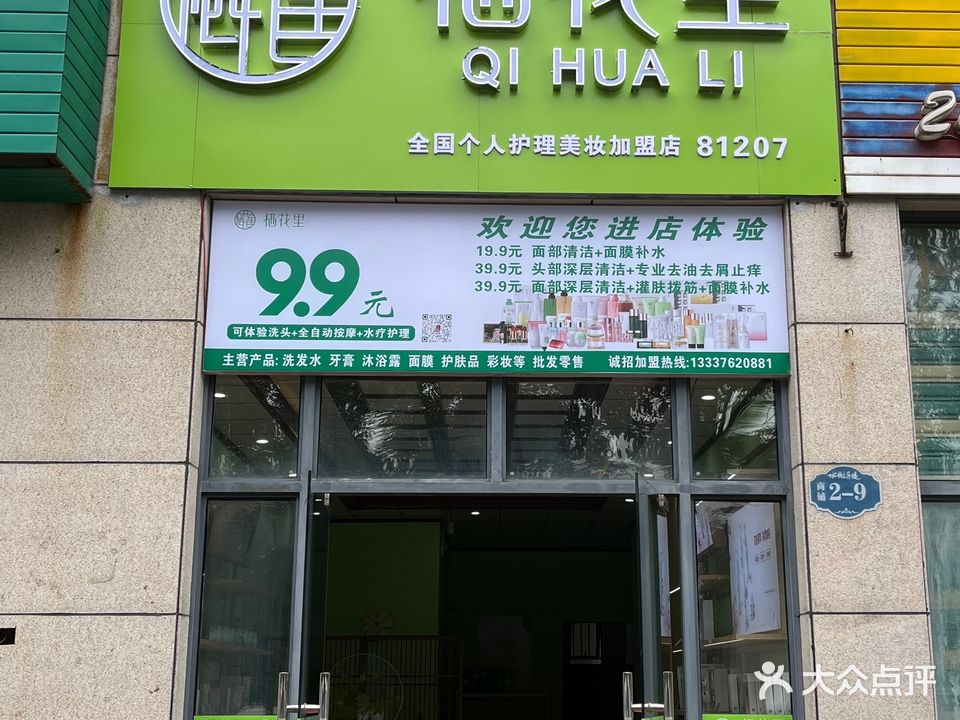 栖花里
QI HUA LI
全国个人护理美妆加盟店 81207
栖花里
欢迎您进店体验
19.9元 面部清洁+面膜补水
39.9元 头部深层清洁+专业去油去屑止痒
39.9元 面部深层清洁+灌肤拨筋+面膜补水
9.9元
可体验洗头+全自动按摩+水疗护理
主营产品: 洗发水 牙膏 沐浴露 面膜 护肤品 彩妆等 批发零售 诚招加盟热线:13337620881
商铺 2-9
大众点评